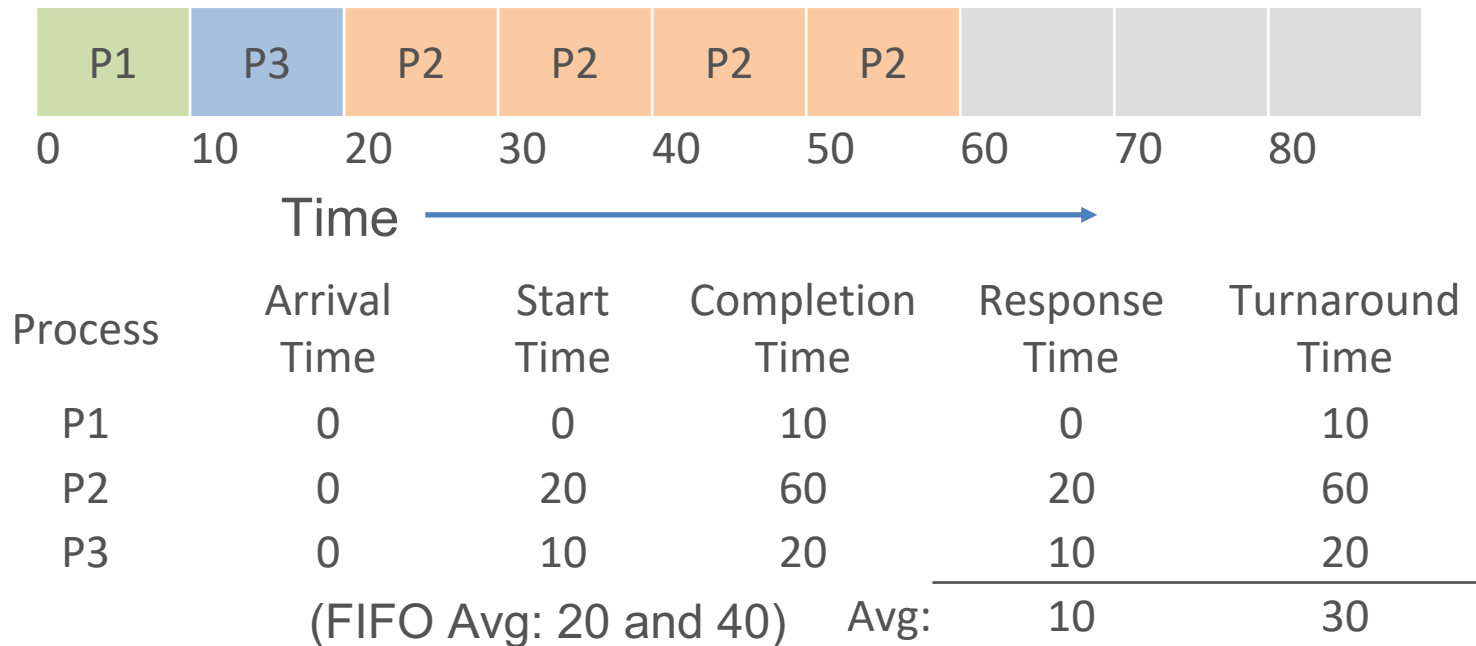 P1 P3 P2 P2 P2 P2
0 10 20 30 40 50 60 70 80
Time
Process Arrival Time Start Time Completion Time Response Time Turnaround Time
P1 0 0 10 0 10
P2 0 20 60 20 60
P3 0 10 20 10 20
(FIFO Avg: 20 and 40) Avg: 10 30